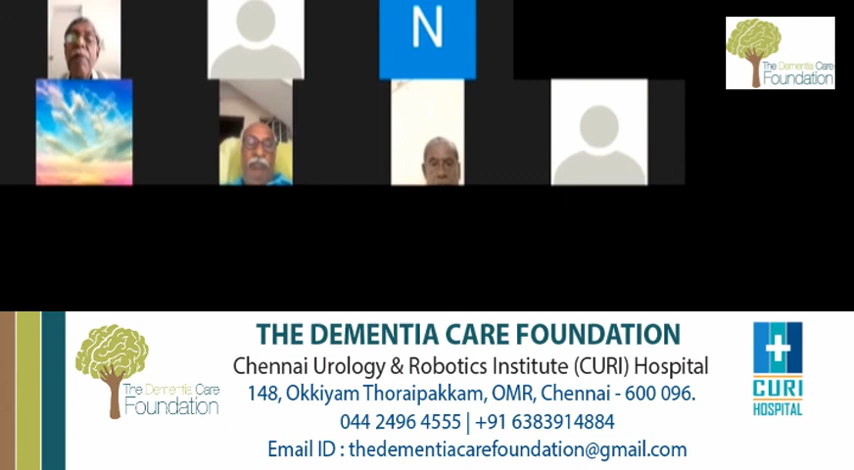 N
The Dementia Care
Foundation
THE DEMENTIA CARE FOUNDATION
Chennai Urology & Robotics Institute (CURI) Hospital
148, Okkiyam Thoraipakkam, OMR, Chennai - 600 096.
044 2496 4555 | +91 6383914884
Email ID : thedementiacarefoundation@gmail.com
The Dementia Care
Foundation
CURI
HOSPITAL